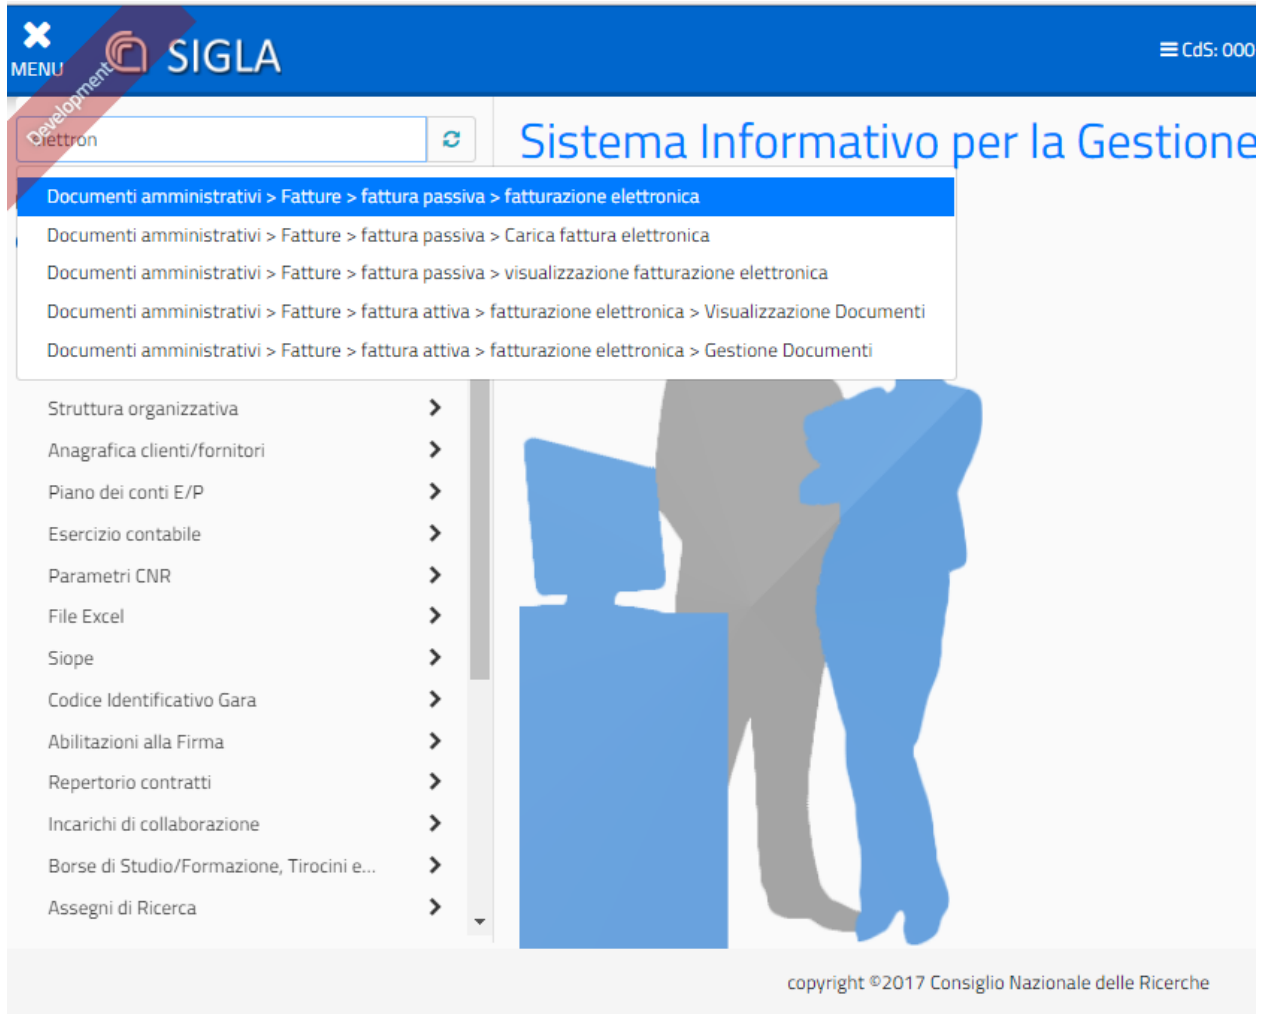 MENU
SIGLA
CdS: 000
Development
elettron
Sistema Informativo per la Gestione
Documenti amministrativi > Fatture > fattura passiva > fatturazione elettronica
Documenti amministrativi > Fatture > fattura passiva > Carica fattura elettronica
Documenti amministrativi > Fatture > fattura passiva > visualizzazione fatturazione elettronica
Documenti amministrativi > Fatture > fattura attiva > fatturazione elettronica > Visualizzazione Documenti
Documenti amministrativi > Fatture > fattura attiva > fatturazione elettronica > Gestione Documenti
Struttura organizzativa
Anagrafica clienti/fornitori
Piano dei conti E/P
Esercizio contabile
Parametri CNR
File Excel
Siope
Codice Identificativo Gara
Abilitazioni alla Firma
Repertorio contratti
Incarichi di collaborazione
Borse di Studio/Formazione, Tirocini e...
Assegni di Ricerca
copyright ©2017 Consiglio Nazionale delle Ricerche